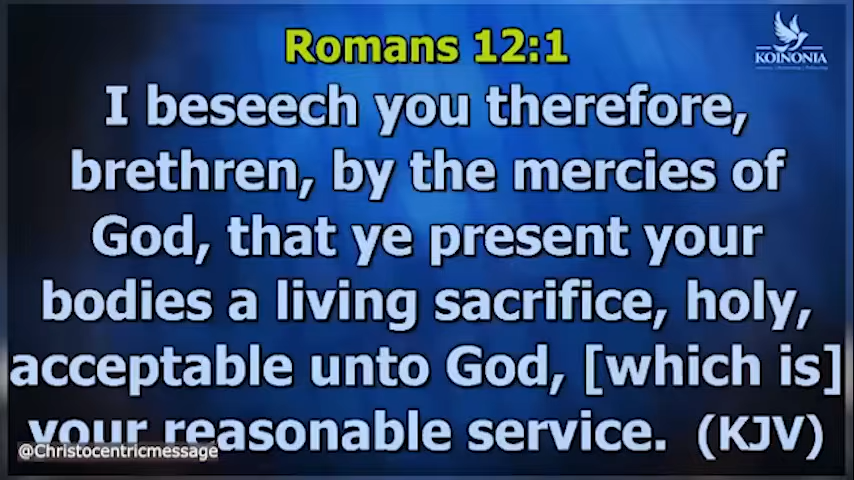 Romans 12:1
KOINONIA
I beseech you therefore,
brethren, by the mercies of
God, that ye present your
bodies a living sacrifice, holy,
acceptable unto God, [which is]
your reasonable service. (KJV)
@Christocentricmessage